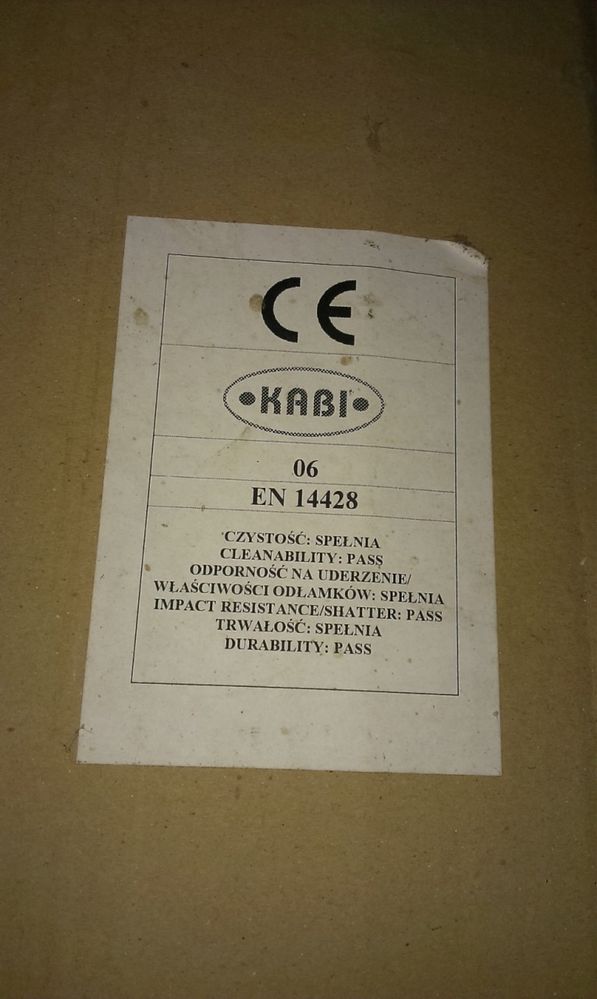 CE
•KABI•
06
EN 14428
CZYSTOŚĆ: SPEŁNIA
CLEANABILITY: PASS
ODPORNOŚĆ NA UDERZENIE/
WŁAŚCIWOŚCI ODŁAMKÓW: SPEŁNIA
IMPACT RESISTANCE/SHATTER: PASS
TRWAŁOŚĆ: SPEŁNIA
DURABILITY: PASS